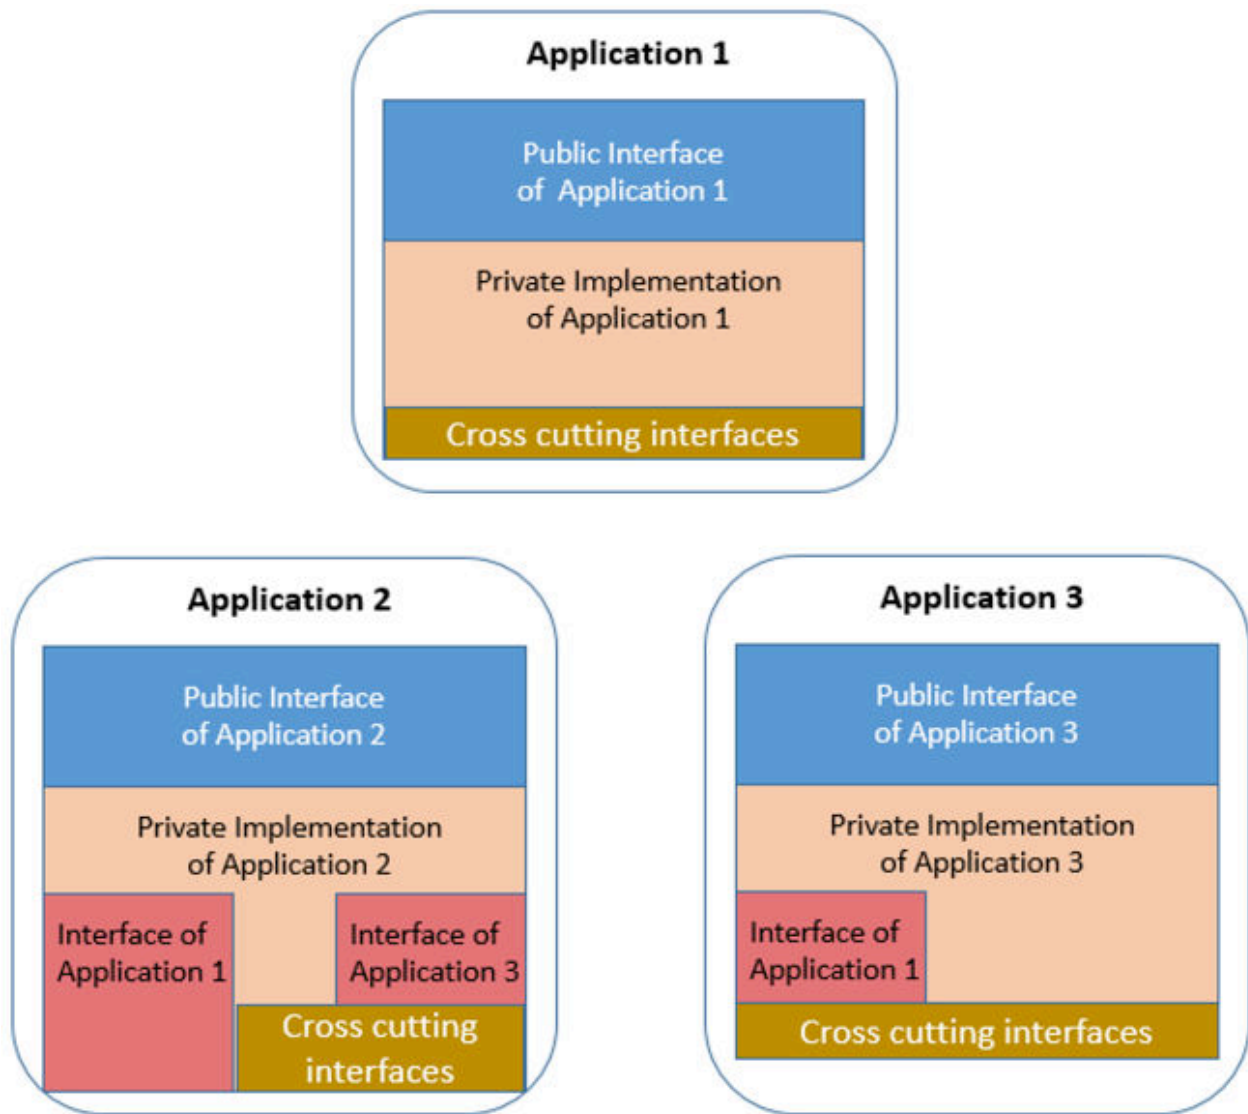 Application 1
Public Interface
of Application 1
Private Implementation
of Application 1
Cross cutting interfaces
Application 2
Public Interface
of Application 2
Private Implementation
of Application 2
Interface of
Application 1
Interface of
Application 3
Cross cutting
interfaces
Application 3
Public Interface
of Application 3
Private Implementation
of Application 3
Interface of
Application 1
Cross cutting interfaces